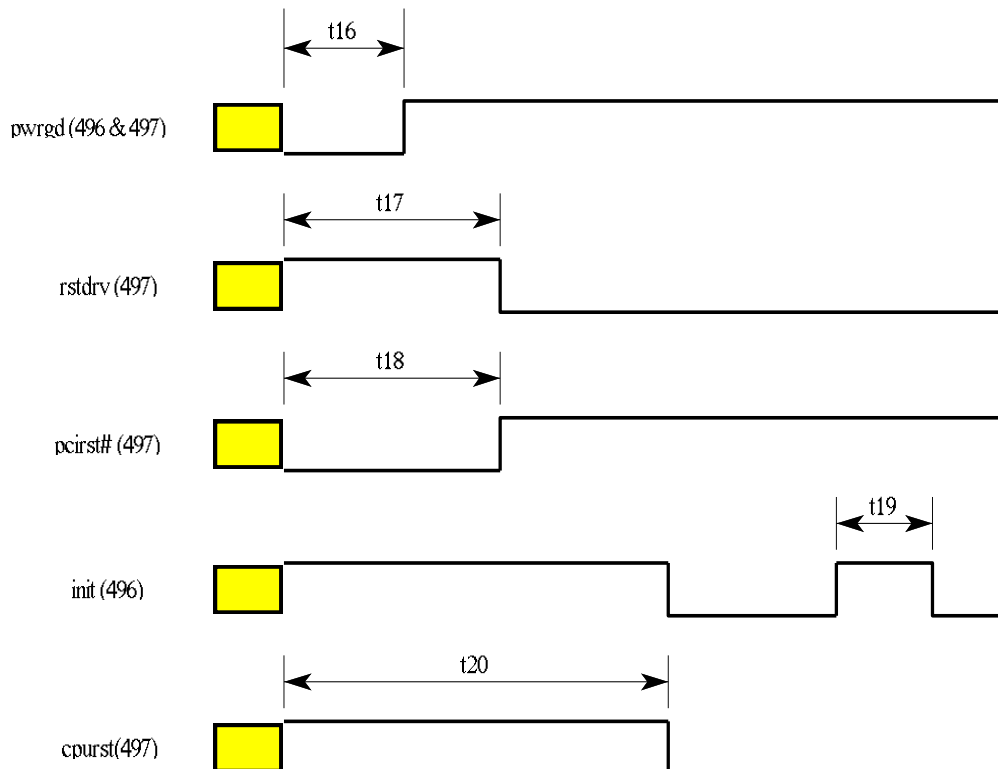 t16
pwrgd (496 & 497)
t17
rstdrv (497)
t18
pcirst# (497)
t19
init (496)
t20
cpurst(497)